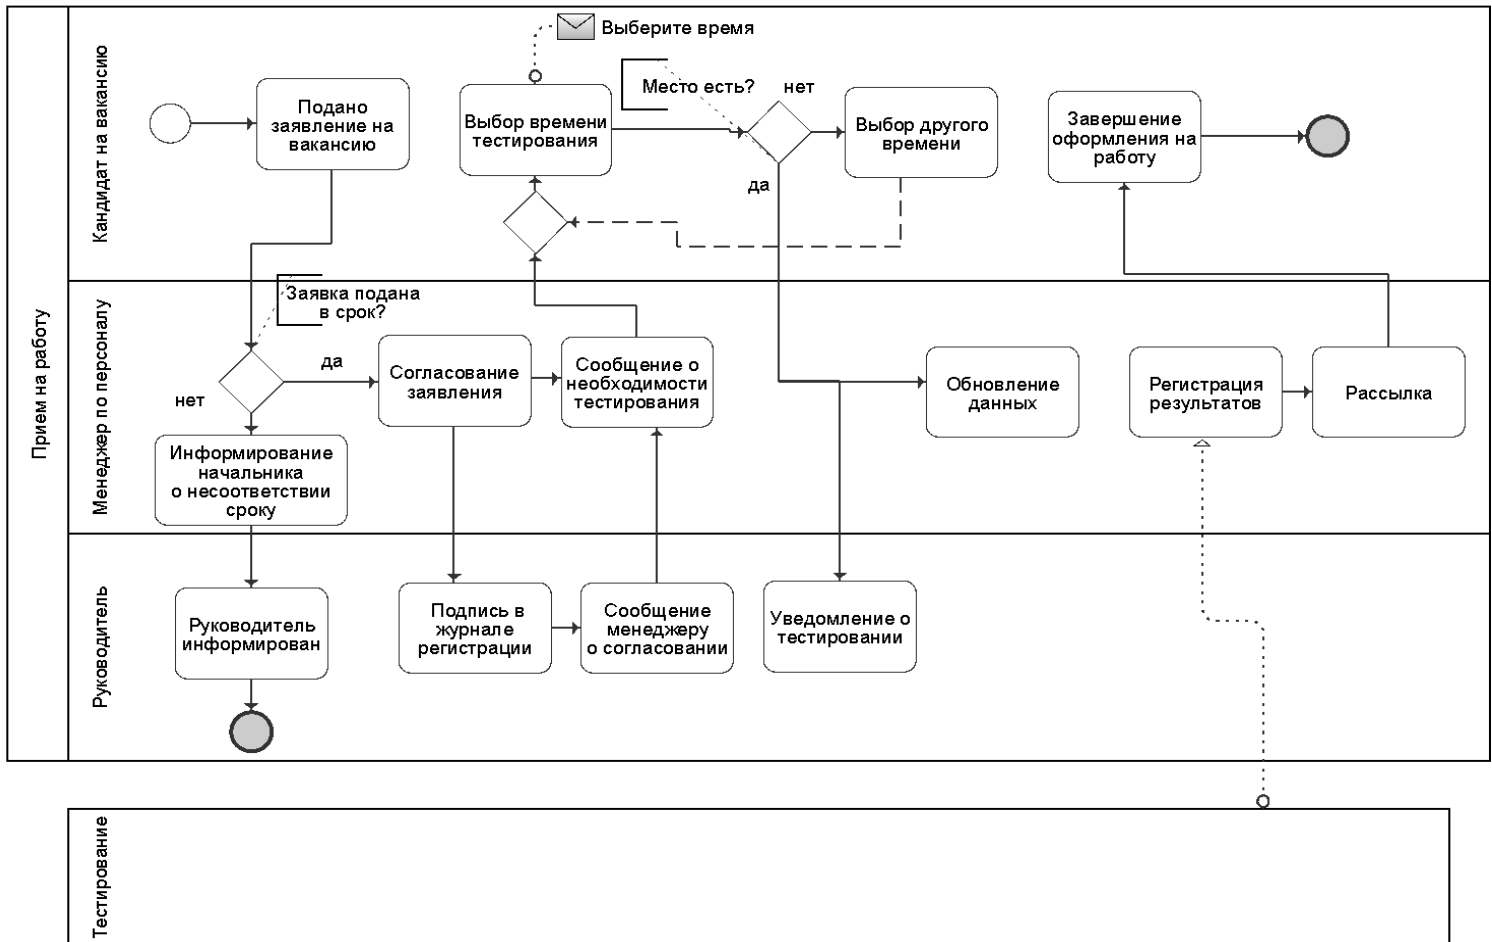 Прием на работу
Кандидат на вакансию
Выберите время
Подано
заявление на
вакансию
Выбор времени
тестирования
Место есть?
нет
да
Выбор другого
времени
Завершение
оформления на
работу
Менеджер по персоналу
Заявка подана
в срок?
да
нет
Согласование
заявления
Сообщение о
необходимости
тестирования
Обновление
данных
Регистрация
результатов
Рассылка
Информирование
начальника
о несоответствии
сроку
Руководитель
Руководитель
информирован
Подпись в
журнале
регистрации
Сообщение
менеджеру
о согласовании
Уведомление о
тестировании
Тестирование